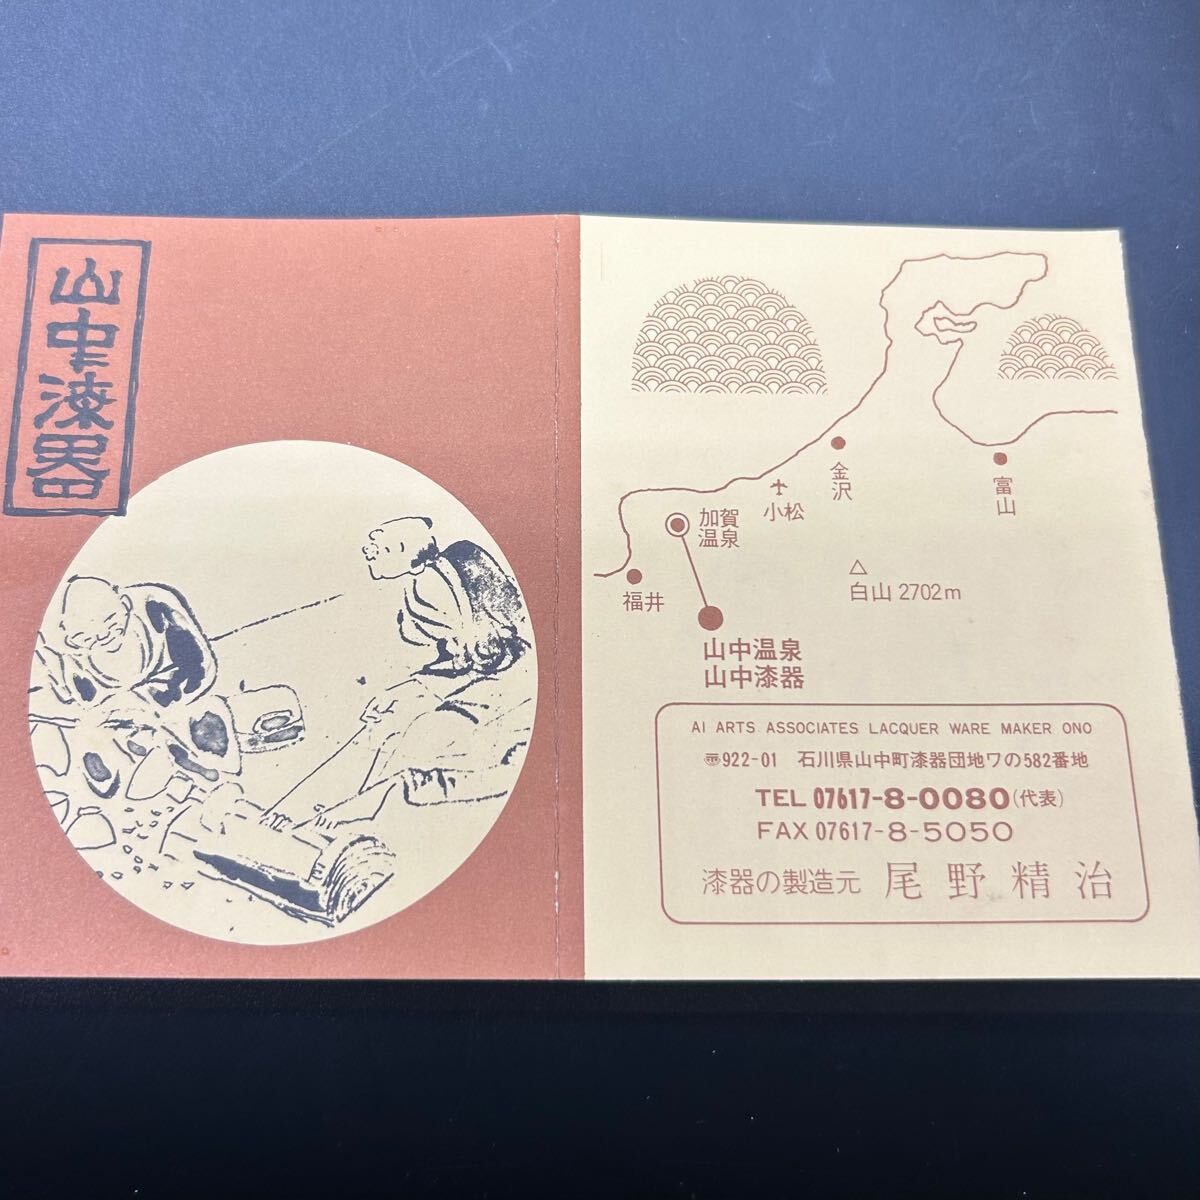 山中漆器
金沢
富山
小松
加賀
温泉
福井
白山 2702m
山中温泉
山中漆器
AI ARTS ASSOCIATES LACQUER WARE MAKER ONO
〠922-01 石川県山中町漆器団地ワの582番地
TEL 07617-8-0080(代表)
FAX 07617-8-5050
漆器の製造元 尾野精治